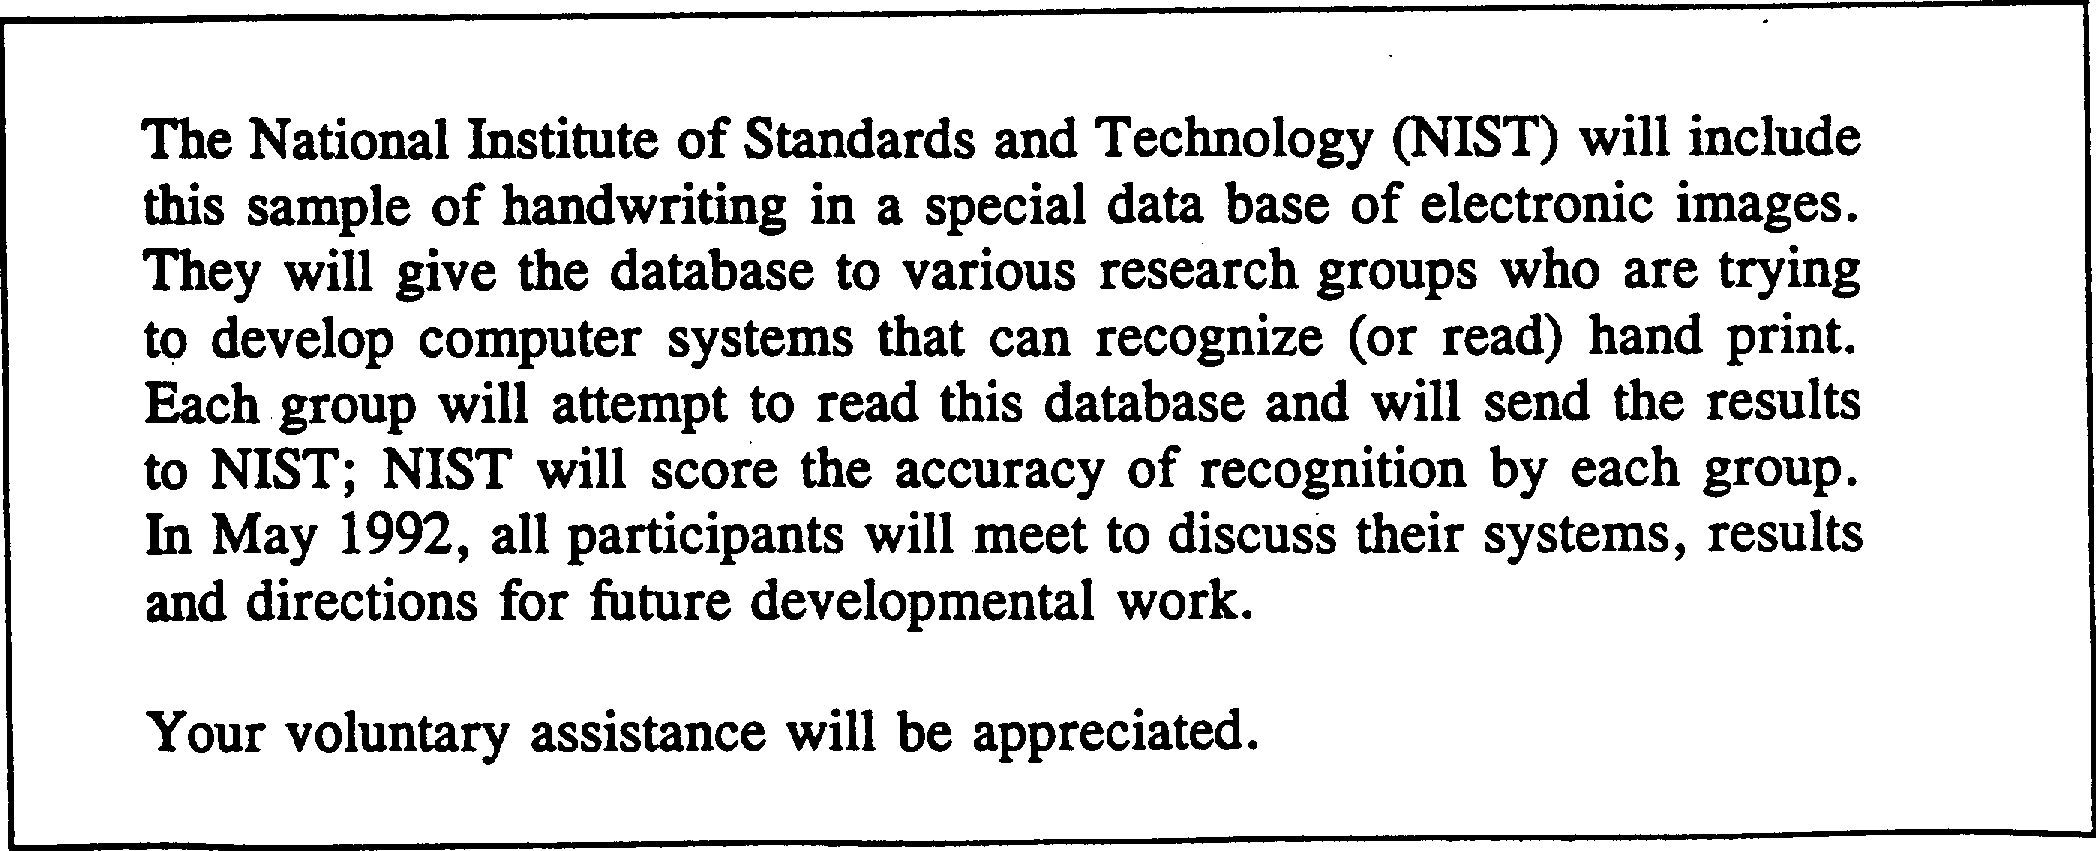 The National Institute of Standards and Technology (NIST) will include
this sample of handwriting in a special data base of electronic images.
They will give the database to various research groups who are trying
to develop computer systems that can recognize (or read) hand print.
Each group will attempt to read this database and will send the results
to NIST; NIST will score the accuracy of recognition by each group.
In May 1992, all participants will meet to discuss their systems, results
and directions for future developmental work.
Your voluntary assistance will be appreciated.